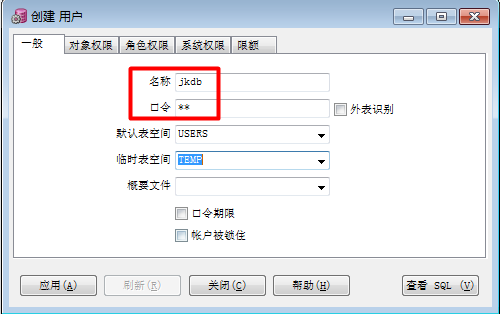 创建 用户
一般 对象权限 角色权限 系统权限 限额
名称 jkdb
口令 **
外表识别
默认表空间 USERS
临时表空间 TEMP
概要文件
口令期限
帐户被锁住
应用(A) 刷新(R) 关闭(C) 帮助(H) 查看 SQL (V)